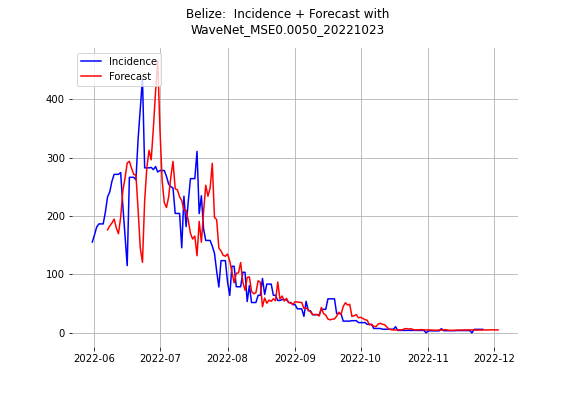 Belize:  Incidence + Forecast with
WaveNet_MSE0.0050_20221023
Incidence
Forecast
400
300
200
100
0
2022-06 2022-07 2022-08 2022-09 2022-10 2022-11 2022-12